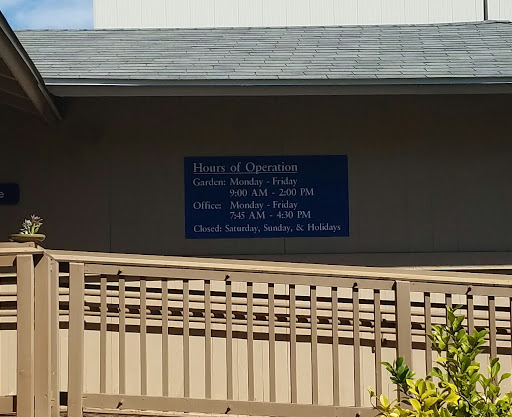 Hours of Operation
Garden: Monday - Friday
9:00 AM - 2:00 PM
Office: Monday - Friday
7:45 AM - 4:30 PM
Closed: Saturday, Sunday, & Holidays